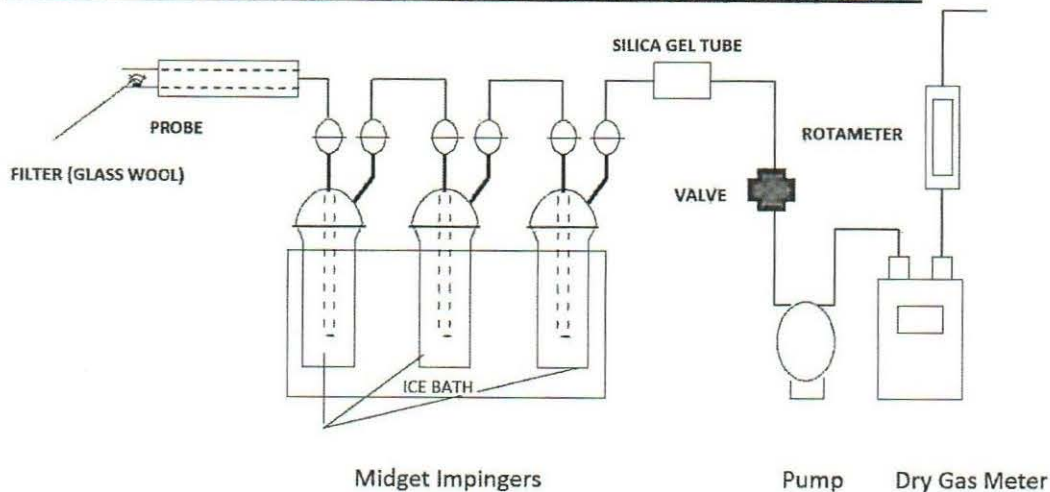 SILICA GEL TUBE
PROBE
ROTAMETER
FILTER (GLASS WOOL)
VALVE
ICE BATH
Midget Impingers
Pump
Dry Gas Meter